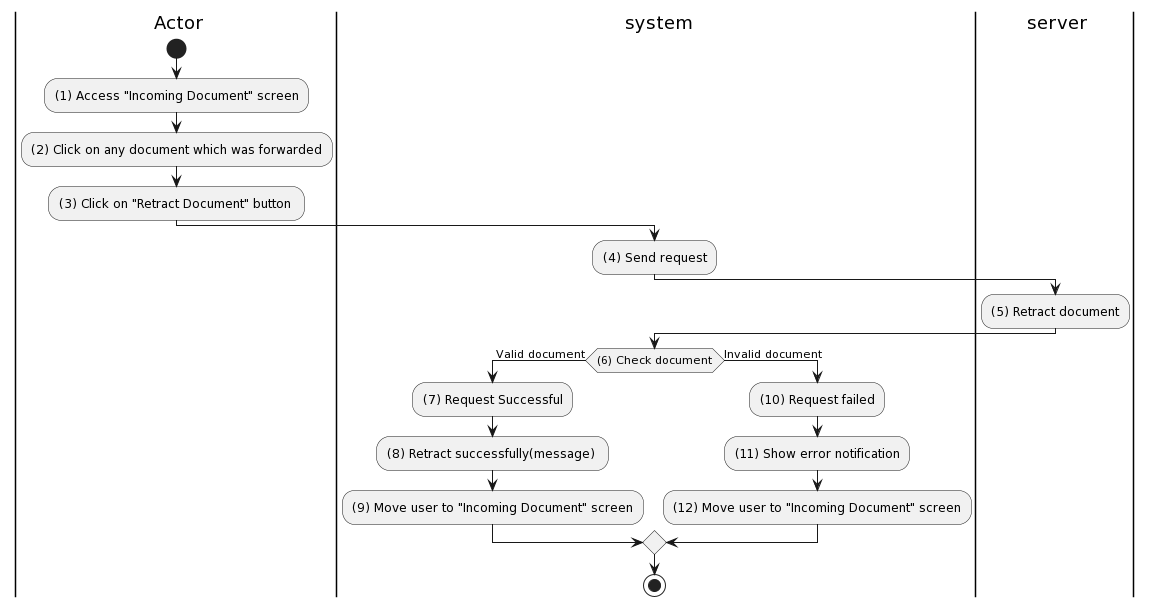 Actor
system
server
(1) Access "Incoming Document" screen
(2) Click on any document which was forwarded
(3) Click on "Retract Document" button
(4) Send request
(5) Retract document
Valid document
(6) Check document
Invalid document
(7) Request Successful
(10) Request failed
(8) Retract successfully(message)
(11) Show error notification
(9) Move user to "Incoming Document" screen
(12) Move user to "Incoming Document" screen